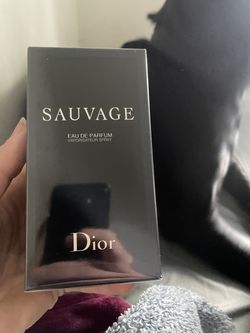 SAUVAGE
EAU DE PARFUM
VAPORISATEUR SPRAY
Dior